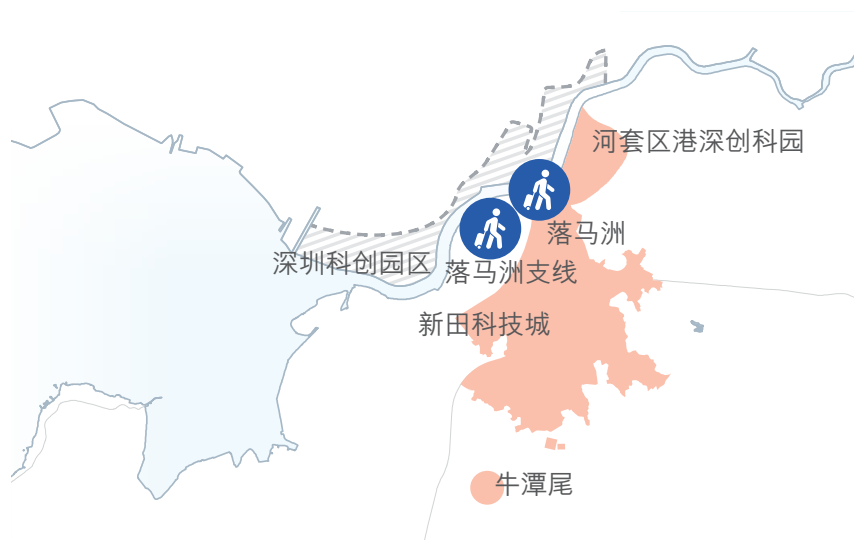 河套区港深创科园
落马洲
深圳科创园区
落马洲支线
新田科技城
牛潭尾